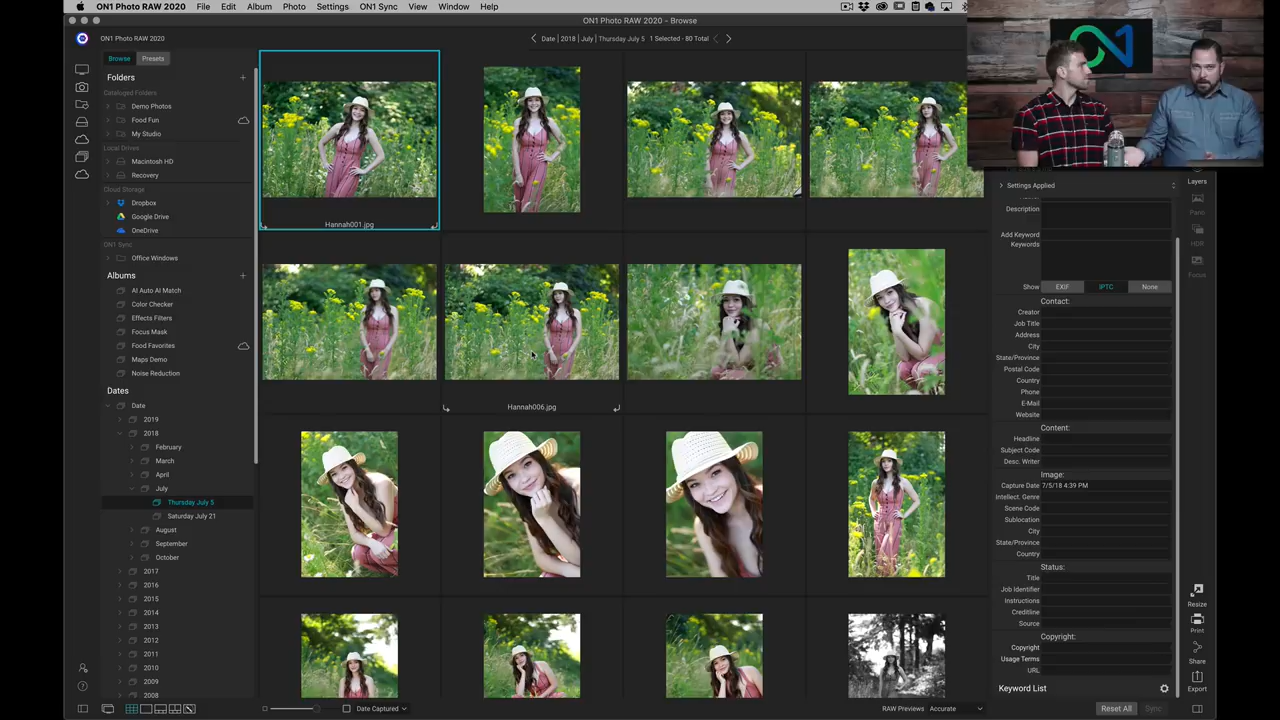 ON1 Photo RAW 2020 File Edit Album Photo Settings ON1 Sync View Window Help
ON1 Photo RAW 2020 - Browse
ON1 Photo RAW 2020
Date | 2018 | July | Thursday July 5 1 Selected - 80 Total
Browse Presets
Folders
Cataloged Folders
Demo Photos
Food Fun
My Studio
Local Drives
Macintosh HD
Recovery
Cloud Storage
Dropbox
Google Drive
OneDrive
ON1 Sync
Office Windows
Albums
AI Auto AI Match
Color Checker
Effects Filters
Focus Mask
Food Favorites
Maps Demo
Noise Reduction
Dates
Date
2019
2018
February
March
April
July
Thursday July 5
Saturday July 21
August
September
October
2017
2016
2015
2014
2013
2012
2011
2010
2009
2008
Hannah001.jpg
Hannah006.jpg
Date Captured
RAW Previews Accurate
Settings Applied
Description
Add Keyword
Keywords
Show EXIF IPTC None
Contact:
Creator
Job Title
Address
City
State/Province
Postal Code
Country
Phone
E-Mail
Website
Content:
Headline
Subject Code
Desc. Writer
Image:
Capture Date 7/5/18 4:39 PM
Intellect. Genre
Scene Code
Sublocation
City
State/Province
Country
Status:
Title
Job Identifier
Instructions
Creditline
Source
Copyright:
Copyright
Usage Terms
URL
Keyword List
Reset All Sync
Layers
Pano
HDR
Focus
Resize
Print
Share
Export